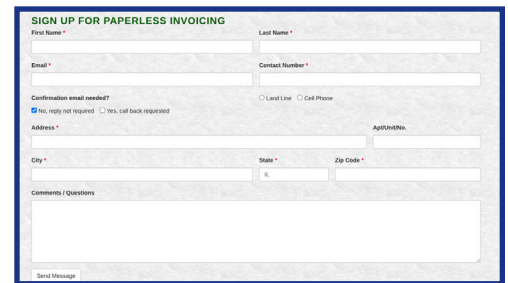 SIGN UP FOR PAPERLESS INVOICING
First Name * Last Name *
Email * Contact Number *
Confirmation email needed? Land Line Cell Phone
No, reply not required Yes, call back requested
Address * Apt/Unit/No.
City * State * Zip Code *
IL
Comments / Questions
Send Message